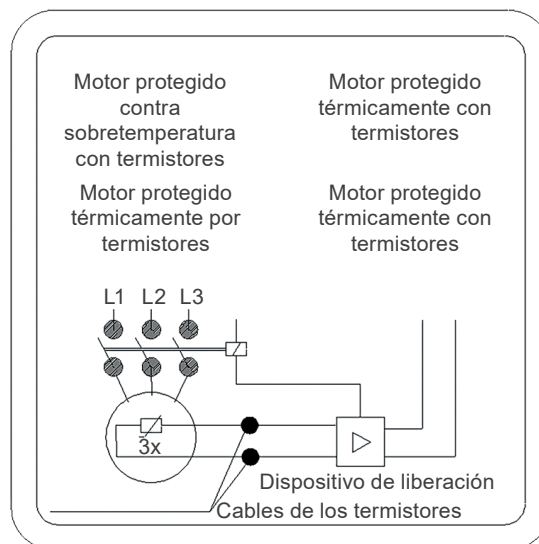 Motor protegido
contra
sobretemperatura
con termistores
Motor protegido
térmicamente con
termistores
Motor protegido
térmicamente por
termistores
Motor protegido
térmicamente con
termistores
L1 L2 L3
3x
Dispositivo de liberación
Cables de los termistores